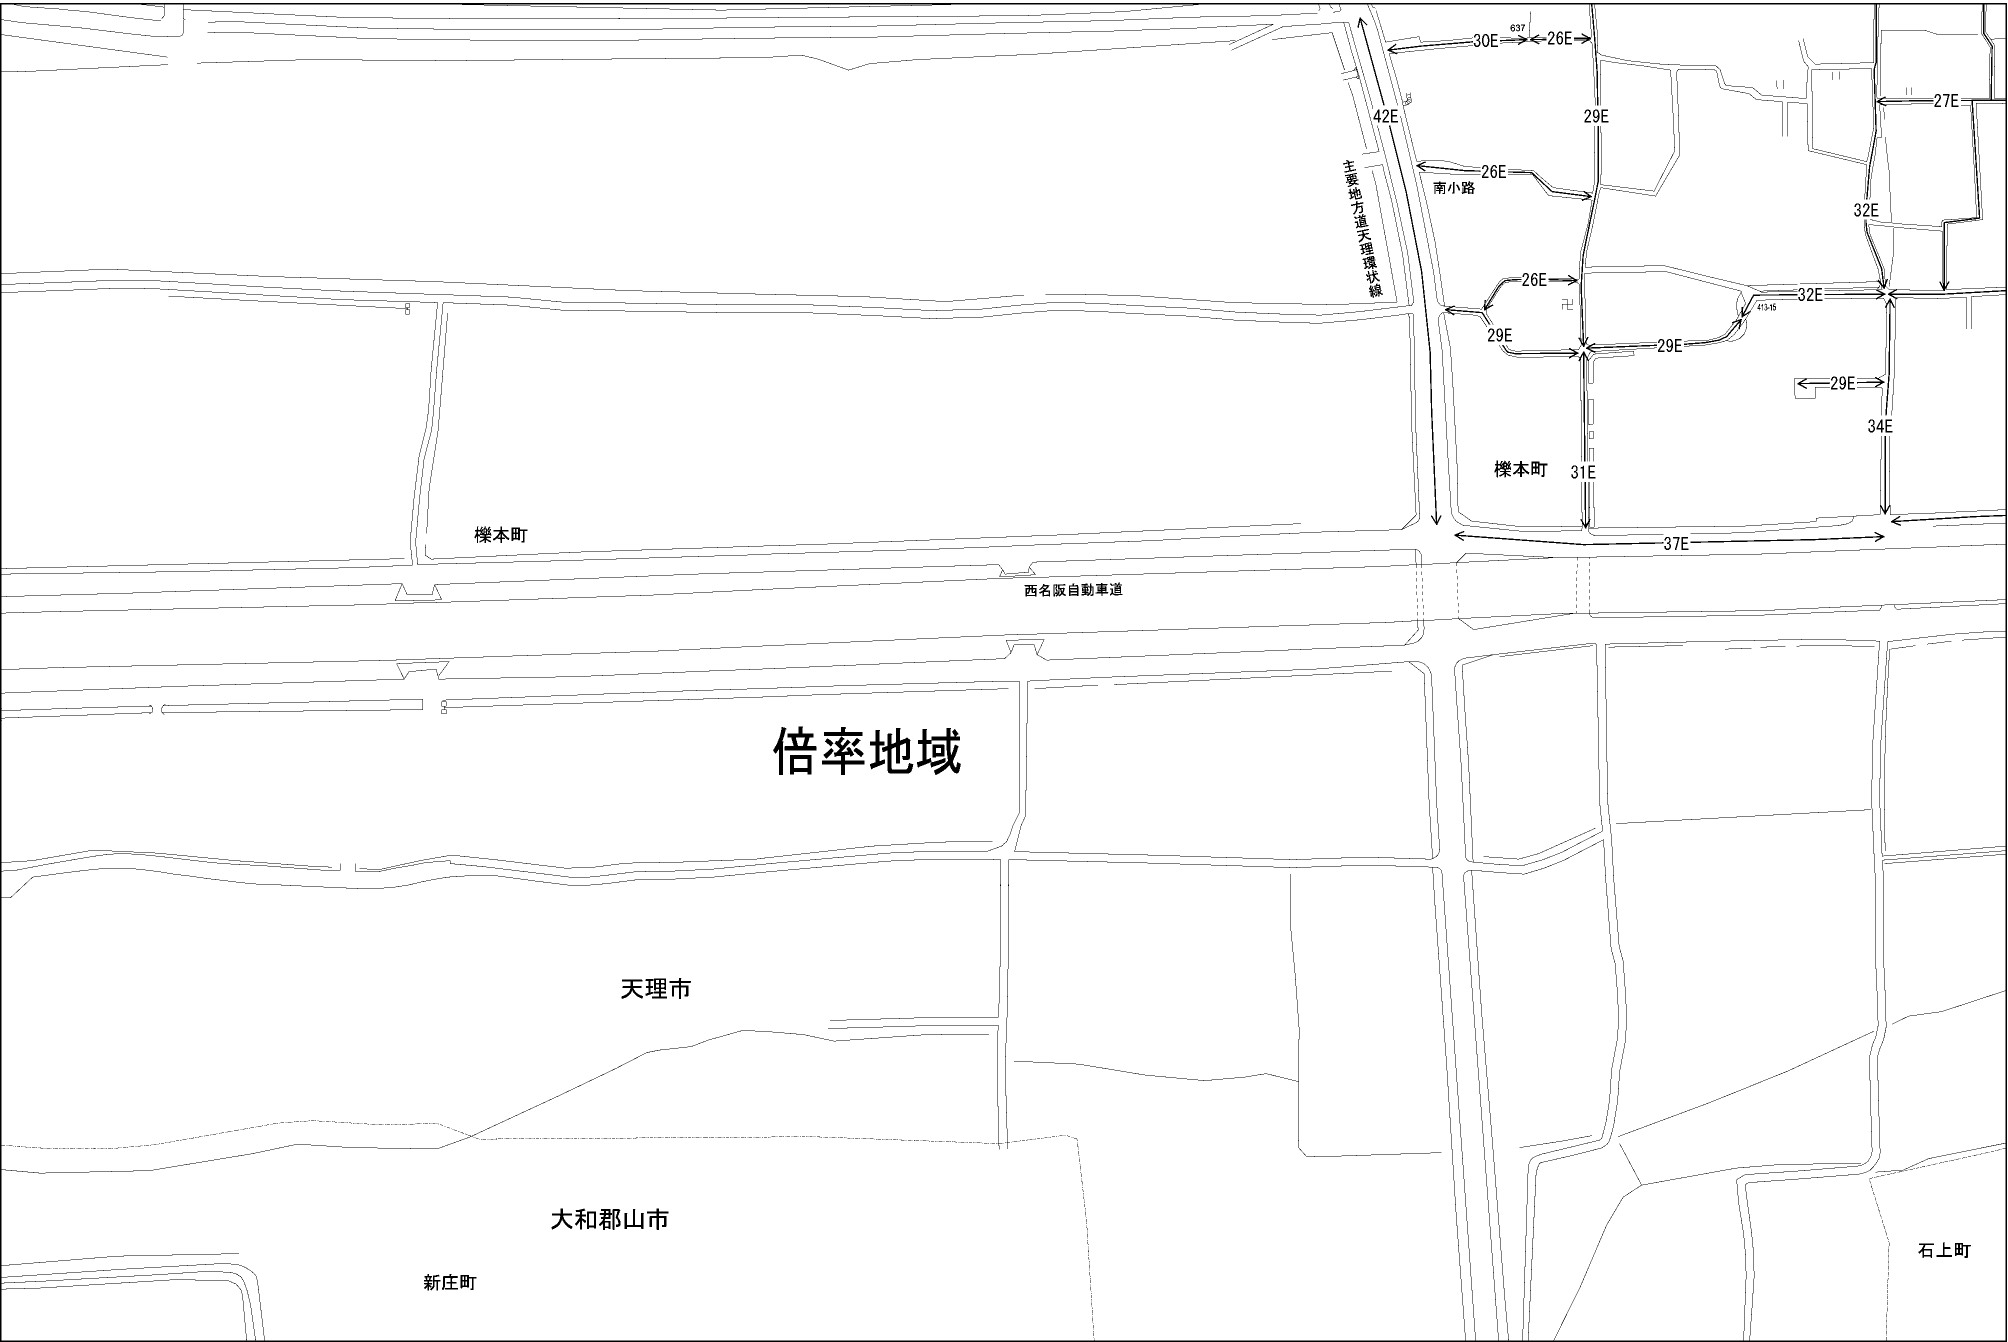 637
30E
26E
42E
29E
27E
主要地方道天理環状線
26E
南小路
32E
26E
32E
413-15
29E
29E
29E
34E
櫟本町
31E
櫟本町
37E
西名阪自動車道
倍率地域
天理市
大和郡山市
石上町
新庄町